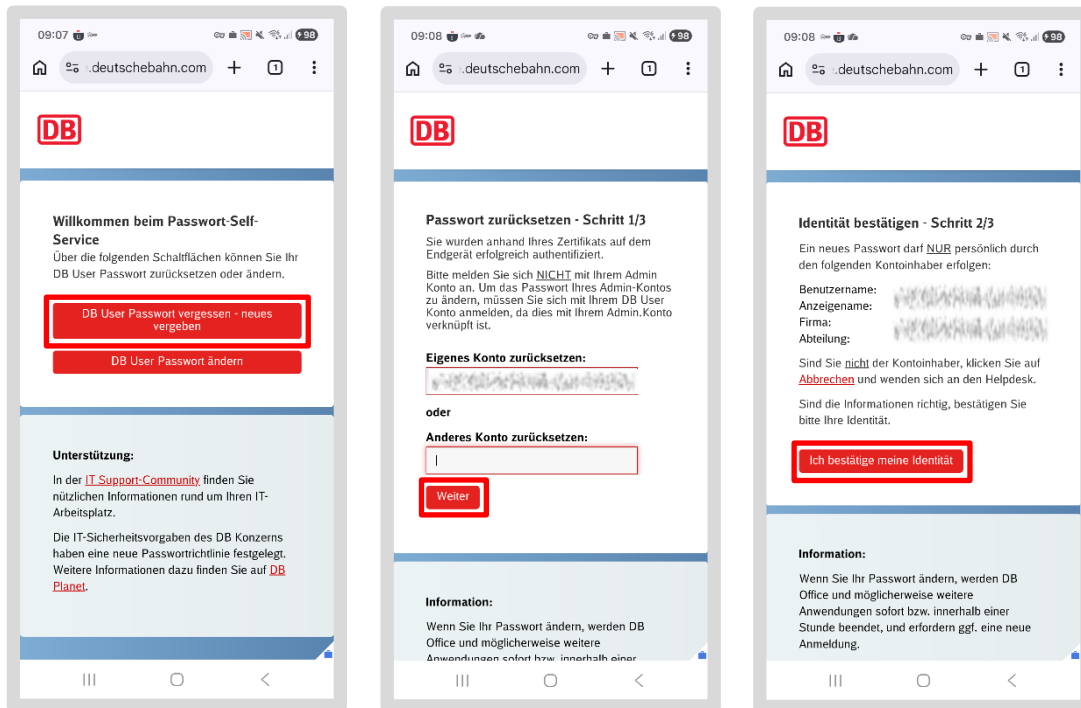 09:07
98
.deutschebahn.com
1
DB
Willkommen beim Passwort-Self-
Service
Über die folgenden Schaltflächen können Sie Ihr
DB User Passwort zurücksetzen oder ändern.
DB User Passwort vergessen - neues
vergeben
DB User Passwort ändern
Unterstützung:
In der IT Support-Community finden Sie
nützlichen Informationen rund um Ihren IT-
Arbeitsplatz.
Die IT-Sicherheitsvorgaben des DB Konzerns
haben eine neue Passwortrichtlinie festgelegt.
Weitere Informationen dazu finden Sie auf DB
Planet.
09:08
98
.deutschebahn.com
1
DB
Passwort zurücksetzen - Schritt 1/3
Sie wurden anhand Ihres Zertifikats auf dem
Endgerät erfolgreich authentifiziert.
Bitte melden Sie sich NICHT mit Ihrem Admin
Konto an. Um das Passwort Ihres Admin-Kontos
zu ändern, müssen Sie sich mit Ihrem DB User
Konto anmelden, da dies mit Ihrem Admin.Konto
verknüpft ist.
Eigenes Konto zurücksetzen:
oder
Anderes Konto zurücksetzen:
Weiter
Information:
Wenn Sie Ihr Passwort ändern, werden DB
Office und möglicherweise weitere
Anwendungen sofort bzw. innerhalb einer
09:08
98
.deutschebahn.com
1
DB
Identität bestätigen - Schritt 2/3
Ein neues Passwort darf NUR persönlich durch
den folgenden Kontoinhaber erfolgen:
Benutzername:
Anzeigename:
Firma:
Abteilung:
Sind Sie nicht der Kontoinhaber, klicken Sie auf
Abbrechen und wenden sich an den Helpdesk.
Sind die Informationen richtig, bestätigen Sie
bitte Ihre Identität.
Ich bestätige meine Identität
Information:
Wenn Sie Ihr Passwort ändern, werden DB
Office und möglicherweise weitere
Anwendungen sofort bzw. innerhalb einer
Stunde beendet, und erfordern ggf. eine neue
Anmeldung.